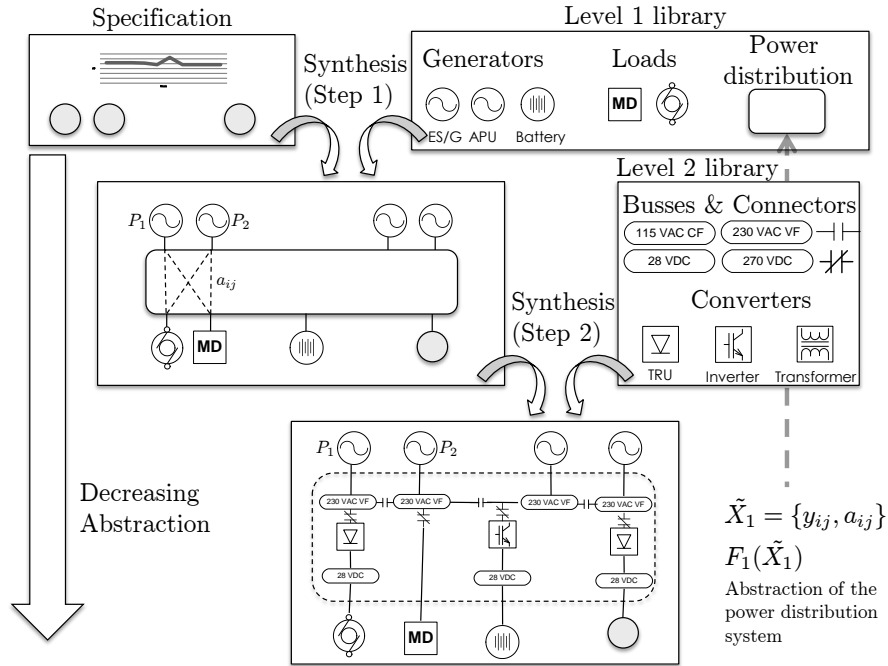 Specification
Level 1 library
Synthesis
(Step 1)
Generators
Loads
Power
distribution
ES/G APU Battery
MD
Level 2 library
Busses & Connectors
115 VAC CF 230 VAC VF
28 VDC 270 VDC
Converters
TRU Inverter Transformer
P1 P2
aij
MD
Synthesis
(Step 2)
P1 P2
230 VAC VF 230 VAC VF 230 VAC VF 230 VAC VF
28 VDC 28 VDC 28 VDC
MD
Decreasing
Abstraction
X̃1 = {yij, aij}
F1(X̃1)
Abstraction of the
power distribution
system